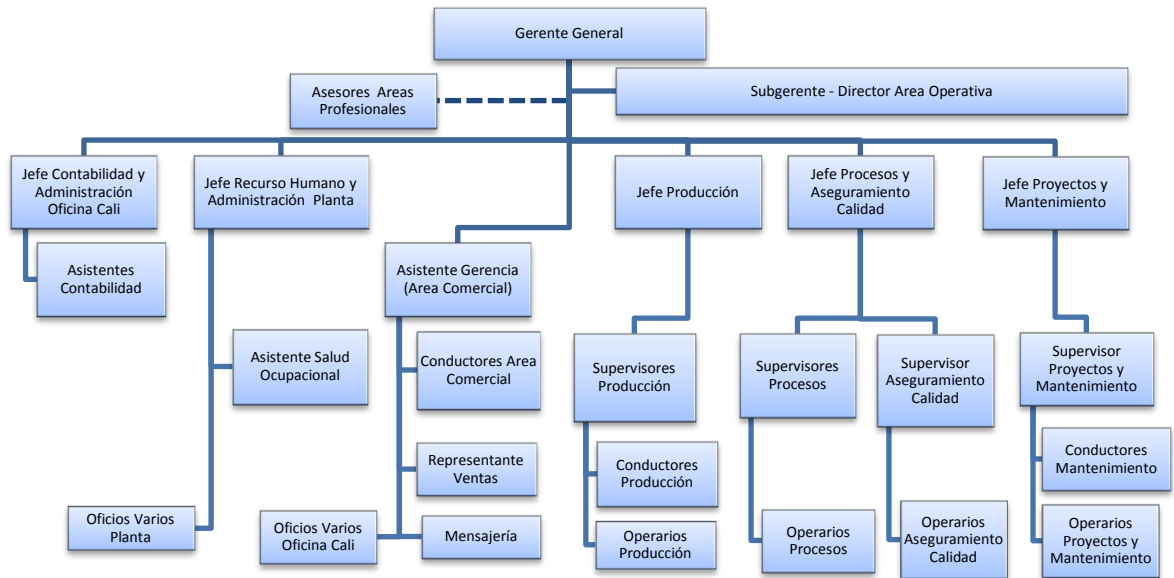 Gerente General
Asesores Areas
Profesionales
Subgerente - Director Area Operativa
Jefe Contabilidad y
Administración
Oficina Cali
Jefe Recurso Humano y
Administración Planta
Jefe Producción
Jefe Procesos y
Aseguramiento
Calidad
Jefe Proyectos y
Mantenimiento
Asistentes
Contabilidad
Asistente Gerencia
(Area Comercial)
Asistente Salud
Ocupacional
Conductores Area
Comercial
Supervisores
Producción
Supervisores
Procesos
Supervisor
Aseguramiento
Calidad
Supervisor
Proyectos y
Mantenimiento
Representante
Ventas
Conductores
Producción
Conductores
Mantenimiento
Oficios Varios
Planta
Oficios Varios
Oficina Cali
Mensajería
Operarios
Producción
Operarios
Procesos
Operarios
Aseguramiento
Calidad
Operarios
Proyectos y
Mantenimiento